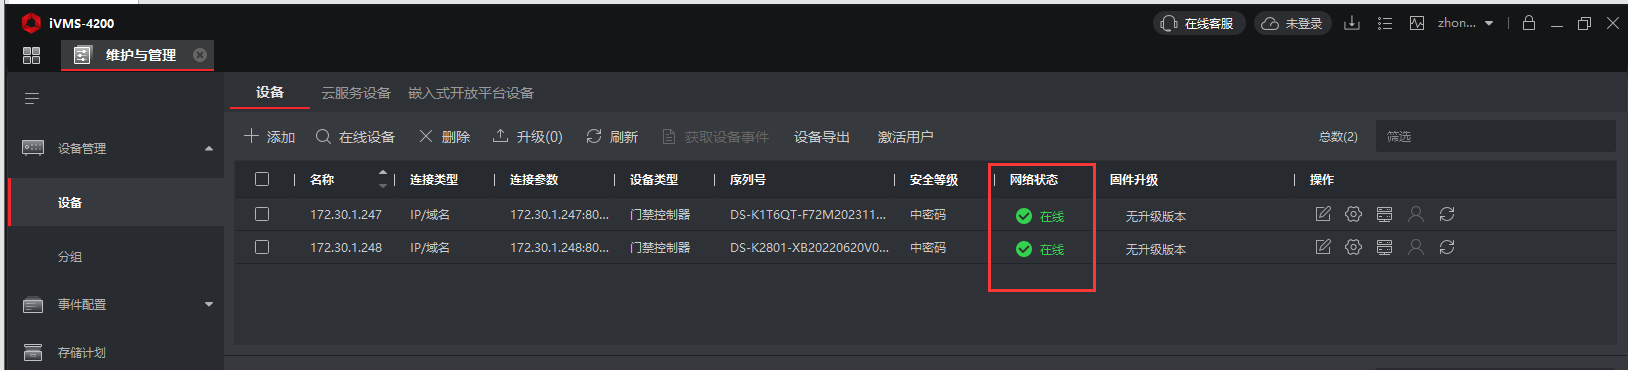 iVMS-4200
在线客服
未登录
zhon...
维护与管理
设备
云服务设备
嵌入式开放平台设备
添加
在线设备
删除
升级(0)
刷新
获取设备事件
设备导出
激活用户
总数(2)
筛选
设备管理
设备
分组
事件配置
存储计划
名称 连接类型 连接参数 设备类型 序列号 安全等级 网络状态 固件升级 操作
172.30.1.247 IP/域名 172.30.1.247:80... 门禁控制器 DS-K1T6QT-F72M202311... 中密码 在线 无升级版本
172.30.1.248 IP/域名 172.30.1.248:80... 门禁控制器 DS-K2801-XB20220620V0... 中密码 在线 无升级版本